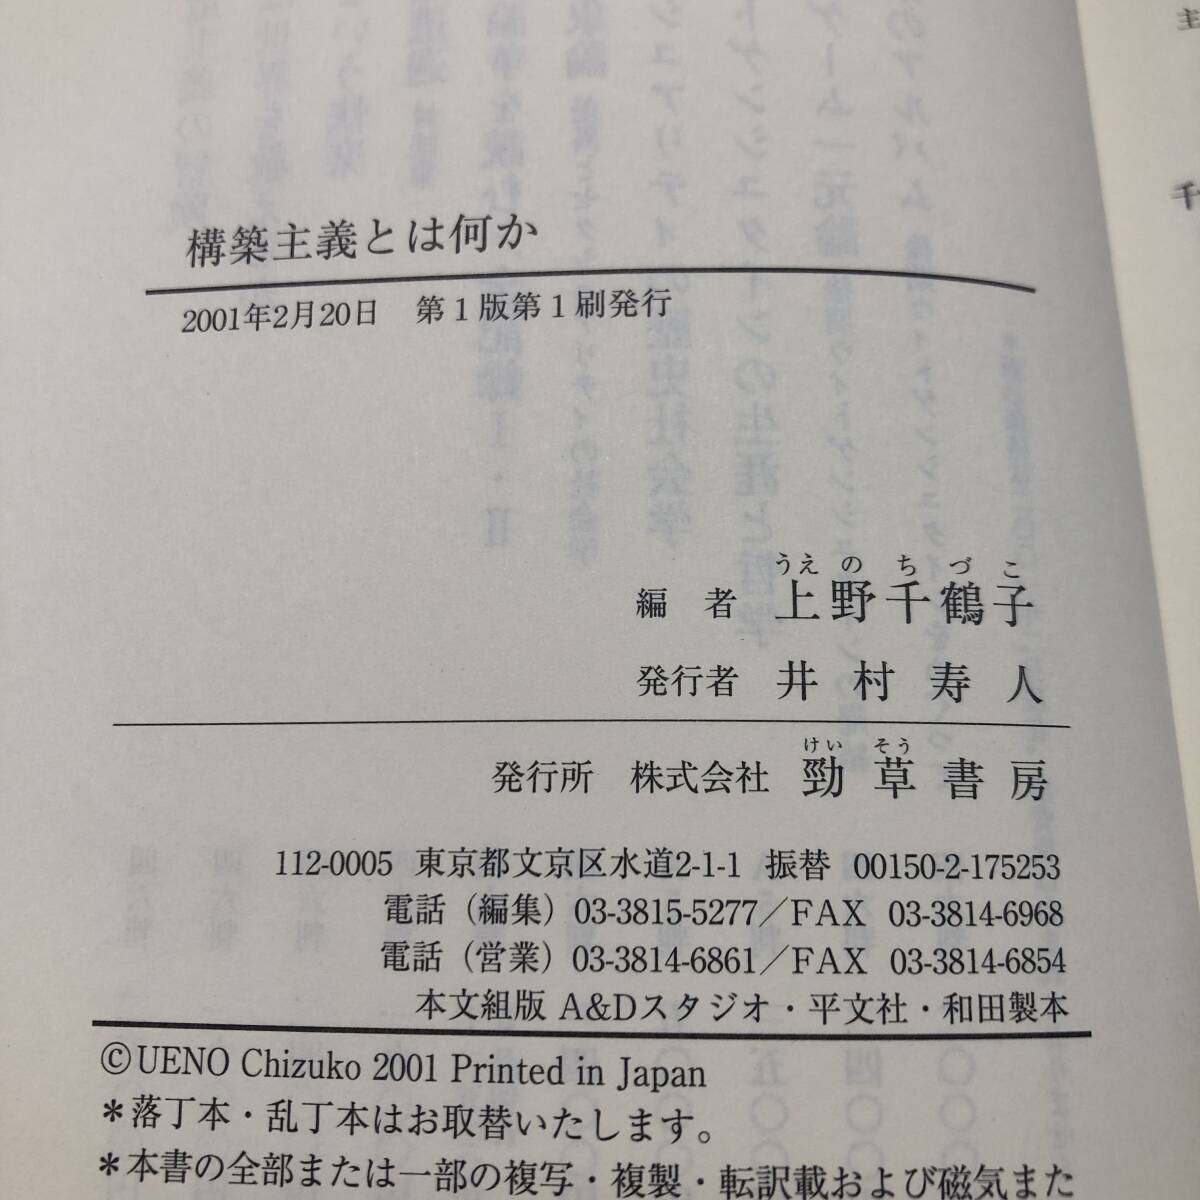 構築主義とは何か
2001年2月20日　第1版第1刷発行
うえ の ち づ こ
編 者 上野千鶴子
発行者 井村寿人
けい そう
発行所 株式会社 勁草書房
112-0005 東京都文京区水道2-1-1 振替 00150-2-175253
電話（編集）03-3815-5277／FAX 03-3814-6968
電話（営業）03-3814-6861／FAX 03-3814-6854
本文組版 A&Dスタジオ・平文社・和田製本
©UENO Chizuko 2001 Printed in Japan
＊落丁本・乱丁本はお取替いたします。
＊本書の全部または一部の複写・複製・転訳載および磁気また
主
千